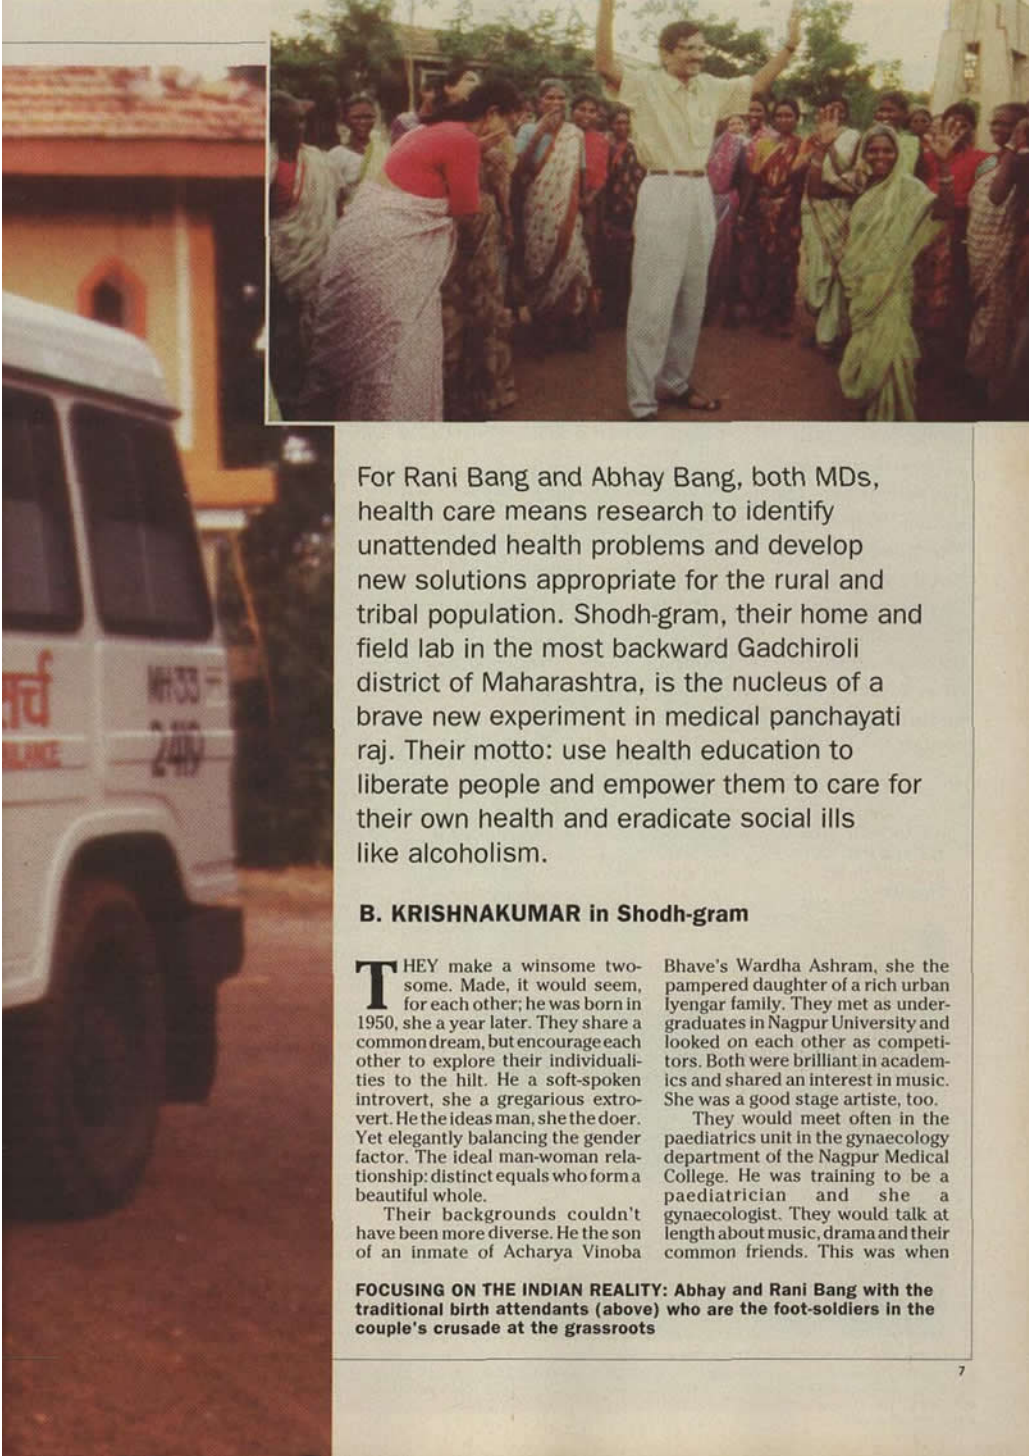 For Rani Bang and Abhay Bang, both MDs,
health care means research to identify
unattended health problems and develop
new solutions appropriate for the rural and
tribal population. Shodh-gram, their home and
field lab in the most backward Gadchiroli
district of Maharashtra, is the nucleus of a
brave new experiment in medical panchayati
raj. Their motto: use health education to
liberate people and empower them to care for
their own health and eradicate social ills
like alcoholism.
B. KRISHNAKUMAR in Shodh-gram
THEY make a winsome two-
some. Made, it would seem,
for each other; he was born in
1950, she a year later. They share a
common dream, but encourage each
other to explore their individuali-
ties to the hilt. He a soft-spoken
introvert, she a gregarious extro-
vert. He the ideas man, she the doer.
Yet elegantly balancing the gender
factor. The ideal man-woman rela-
tionship: distinct equals who form a
beautiful whole.
Their backgrounds couldn't
have been more diverse. He the son
of an inmate of Acharya Vinoba
Bhave's Wardha Ashram, she the
pampered daughter of a rich urban
Iyengar family. They met as under-
graduates in Nagpur University and
looked on each other as competi-
tors. Both were brilliant in academ-
ics and shared an interest in music.
She was a good stage artiste, too.
They would meet often in the
paediatrics unit in the gynaecology
department of the Nagpur Medical
College. He was training to be a
paediatrician and she a
gynaecologist. They would talk at
length about music, drama and their
common friends. This was when
FOCUSING ON THE INDIAN REALITY: Abhay and Rani Bang with the
traditional birth attendants (above) who are the foot-soldiers in the
couple's crusade at the grassroots
7
र्च
MH33